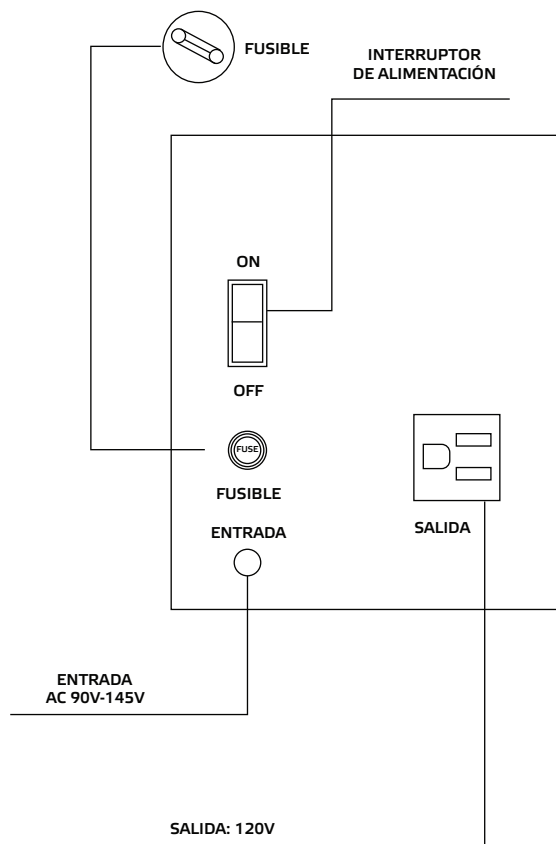 FUSIBLE
INTERRUPTOR
DE ALIMENTACIÓN
ON
OFF
FUSE
FUSIBLE
ENTRADA
SALIDA
ENTRADA
AC 90V-145V
SALIDA: 120V